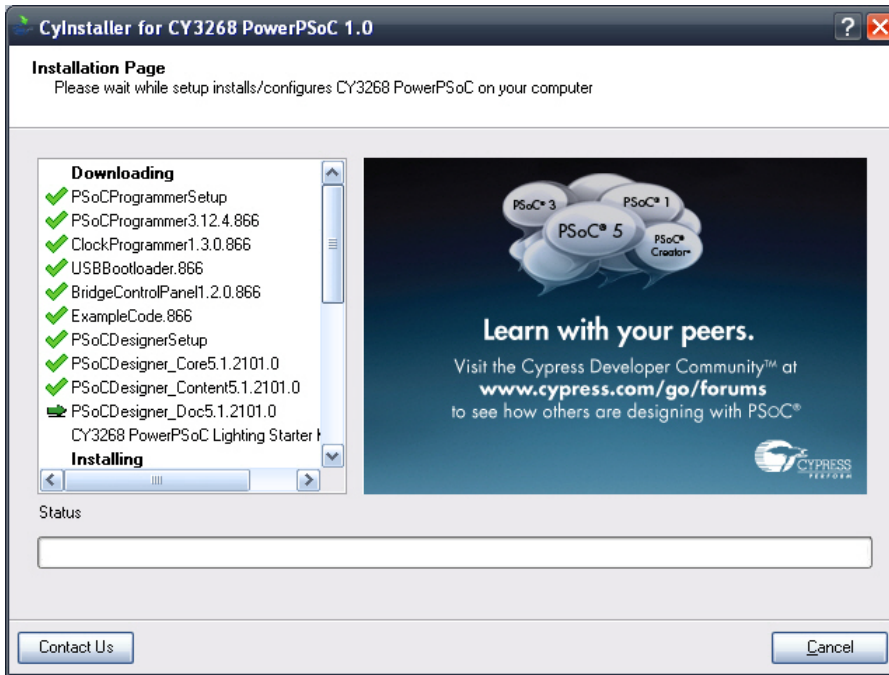 CyInstaller for CY3268 PowerPSoC 1.0
Installation Page
Please wait while setup installs/configures CY3268 PowerPSoC on your computer
Downloading
PSoCProgrammerSetup
PSoCProgrammer3.12.4.866
ClockProgrammer1.3.0.866
USBBootloader.866
BridgeControlPanel1.2.0.866
ExampleCode.866
PSoCDesignerSetup
PSoCDesigner_Core5.1.2101.0
PSoCDesigner_Content5.1.2101.0
PSoCDesigner_Doc5.1.2101.0
CY3268 PowerPSoC Lighting Starter
Installing
PSoC® 3
PSoC® 1
PSoC® 5
PSoC®
Creator™
Learn with your peers.
Visit the Cypress Developer Community™ at
www.cypress.com/go/forums
to see how others are designing with PSOC®
CYPRESS
PERFORM
Status
Contact Us
Cancel